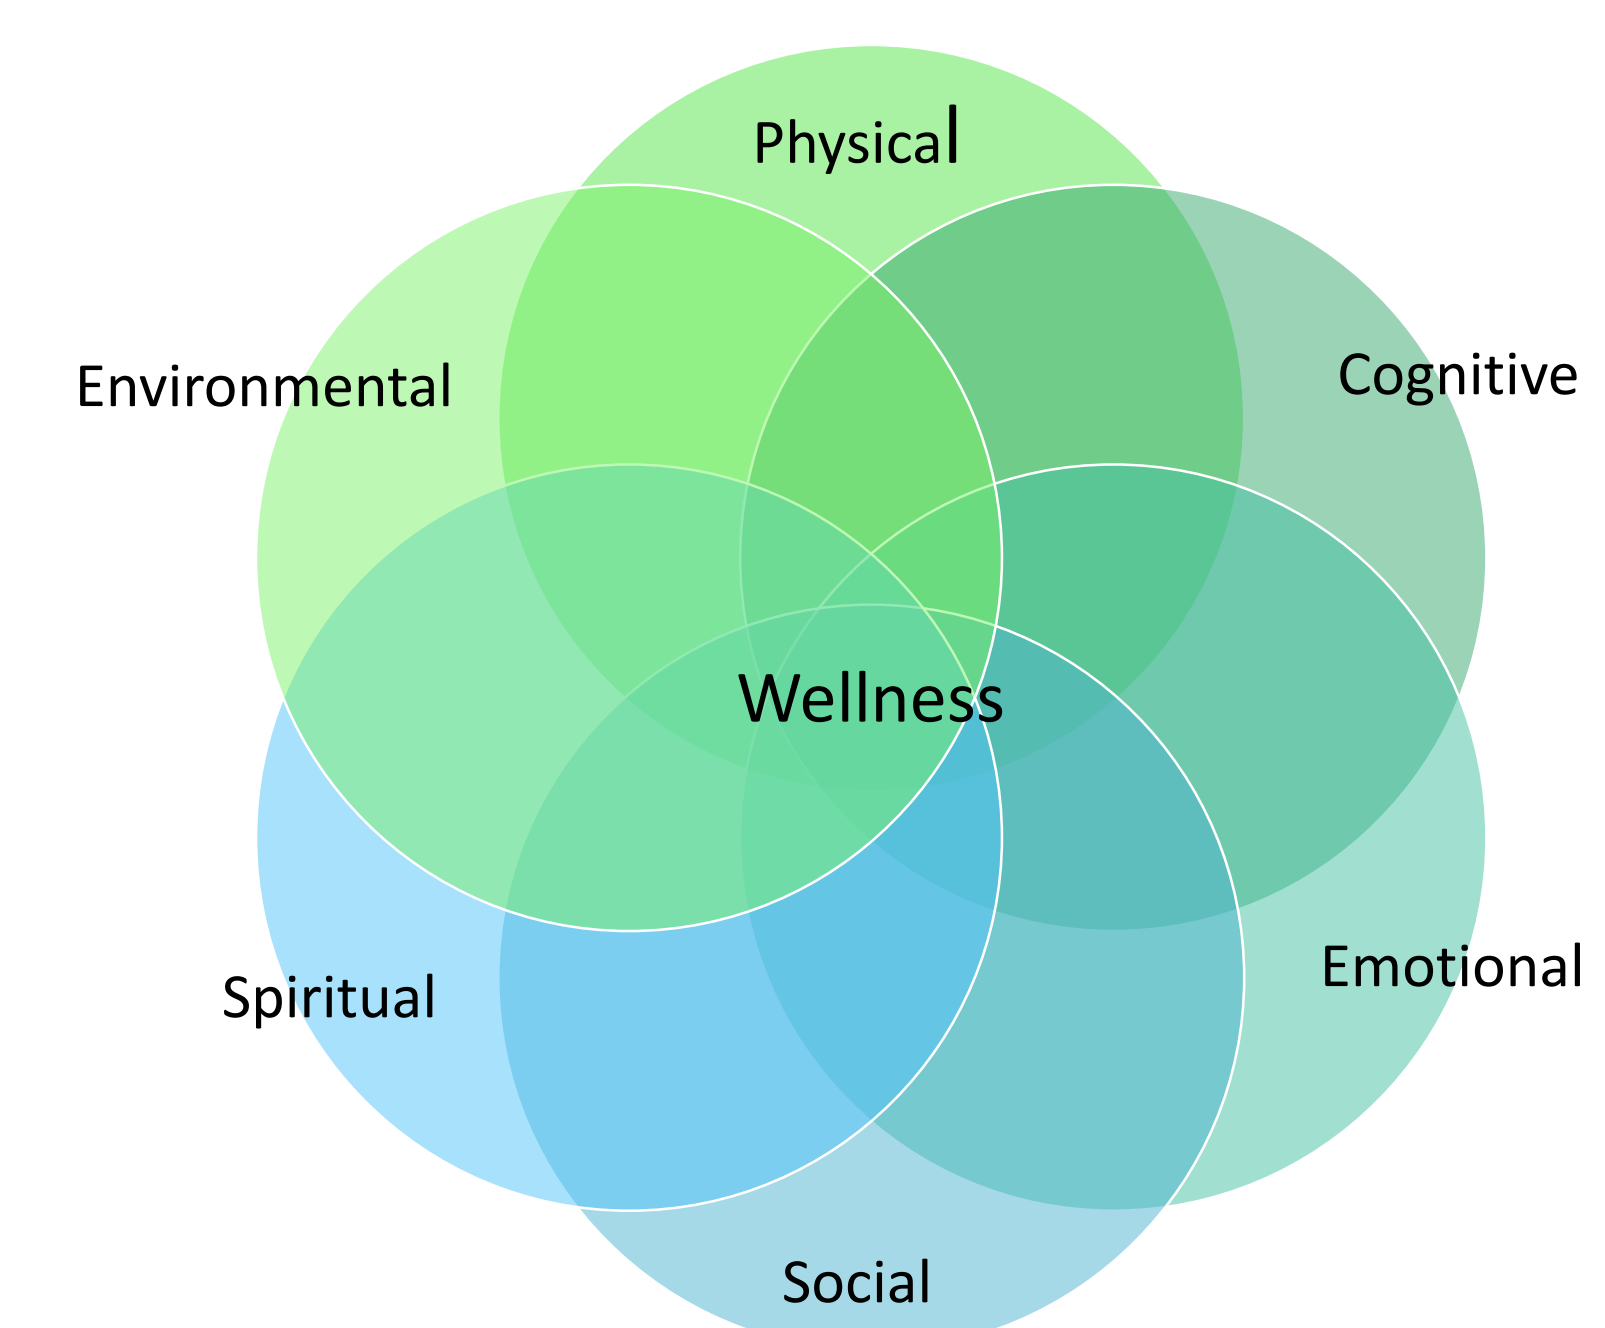 Physical
Cognitive
Environmental
Wellness
Emotional
Spiritual
Social